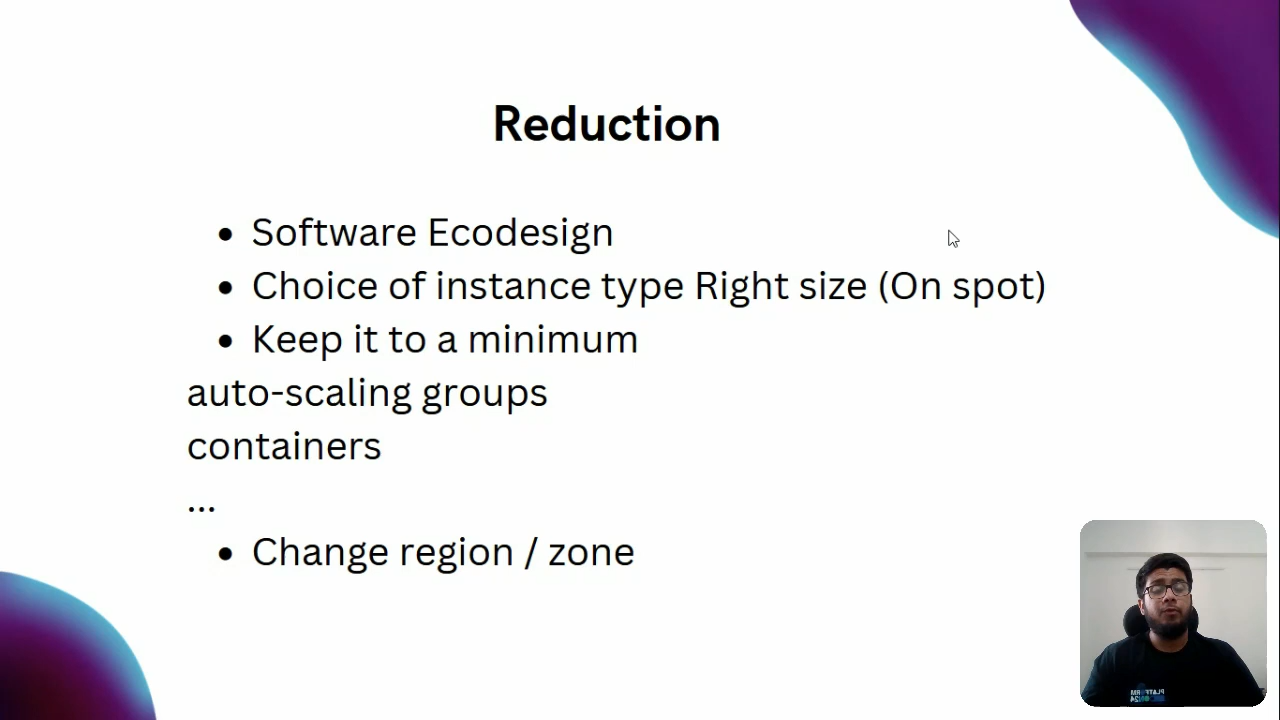 Reduction
• Software Ecodesign
• Choice of instance type Right size (On spot)
• Keep it to a minimum
auto-scaling groups
containers
...
• Change region / zone